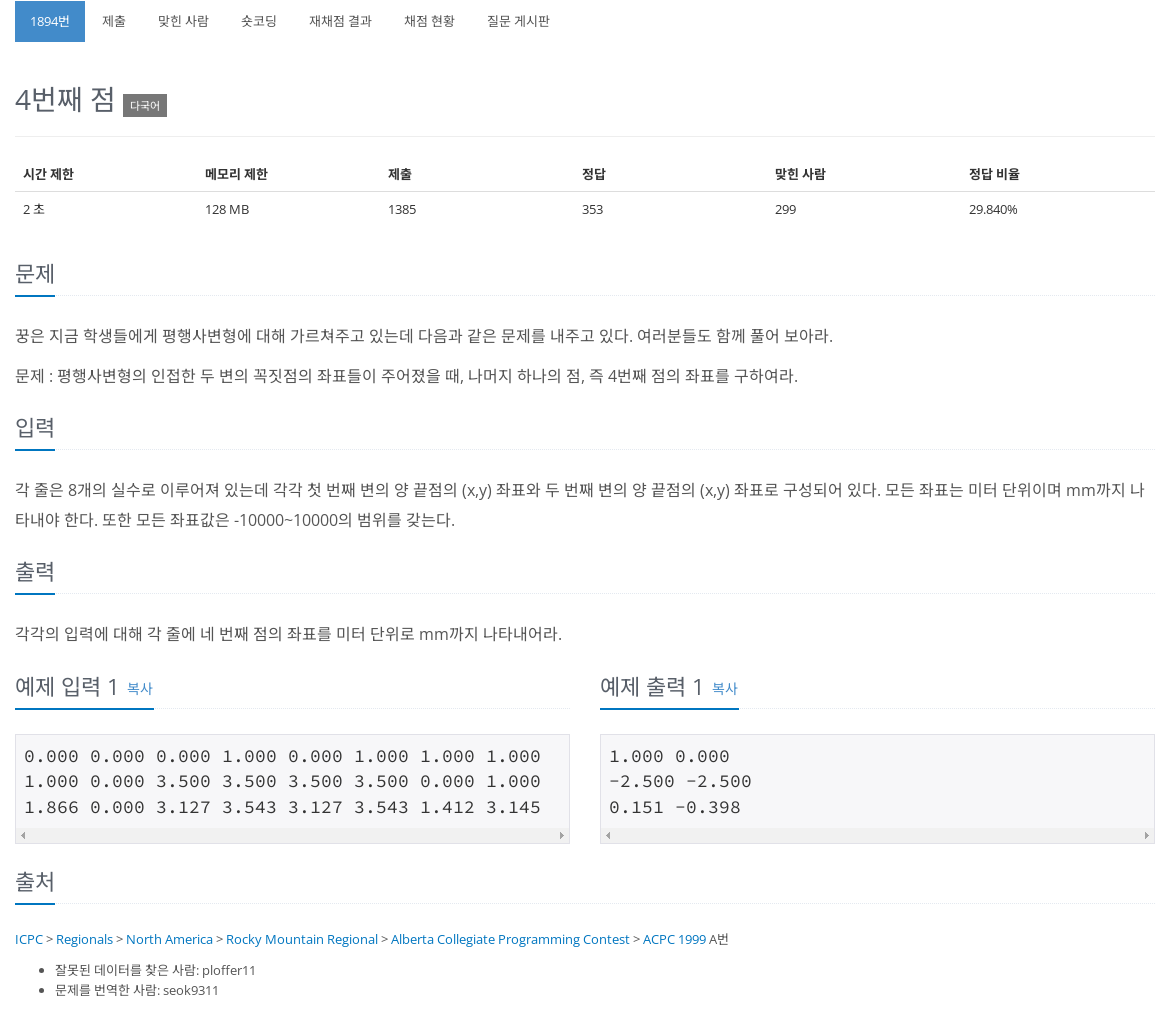 1894번 제출 맞힌 사람 숏코딩 재채점 결과 채점 현황 질문 게시판
4번째 점 다국어
시간 제한 메모리 제한 제출 정답 맞힌 사람 정답 비율
2 초 128 MB 1385 353 299 29.840%
문제
꿍은 지금 학생들에게 평행사변형에 대해 가르쳐주고 있는데 다음과 같은 문제를 내주고 있다. 여러분들도 함께 풀어 보아라.
문제 : 평행사변형의 인접한 두 변의 꼭짓점의 좌표들이 주어졌을 때, 나머지 하나의 점, 즉 4번째 점의 좌표를 구하여라.
입력
각 줄은 8개의 실수로 이루어져 있는데 각각 첫 번째 변의 양 끝점의 (x,y) 좌표와 두 번째 변의 양 끝점의 (x,y) 좌표로 구성되어 있다. 모든 좌표는 미터 단위이며 mm까지 나
타내야 한다. 또한 모든 좌표값은 -10000~10000의 범위를 갖는다.
출력
각각의 입력에 대해 각 줄에 네 번째 점의 좌표를 미터 단위로 mm까지 나타내어라.
예제 입력 1 복사
0.000 0.000 0.000 1.000 0.000 1.000 1.000 1.000
1.000 0.000 3.500 3.500 3.500 3.500 0.000 1.000
1.866 0.000 3.127 3.543 3.127 3.543 1.412 3.145
예제 출력 1 복사
1.000 0.000
-2.500 -2.500
0.151 -0.398
출처
ICPC > Regionals > North America > Rocky Mountain Regional > Alberta Collegiate Programming Contest > ACPC 1999 A번
잘못된 데이터를 찾은 사람: ploffer11
문제를 번역한 사람: seok9311